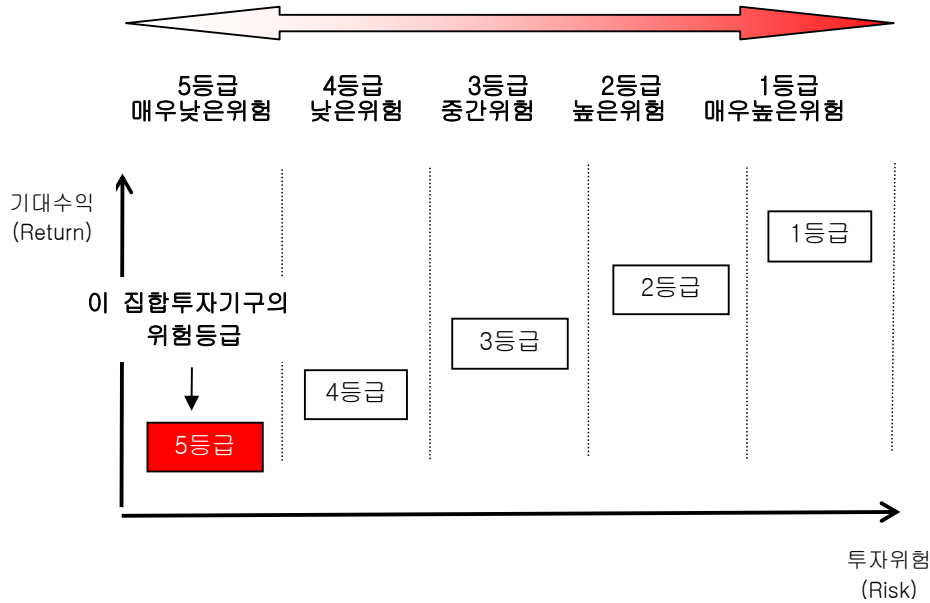 5등급
매우낮은위험
4등급
낮은위험
3등급
중간위험
2등급
높은위험
1등급
매우높은위험
기대수익
(Return)
1등급
2등급
이 집합투자기구의
위험등급
3등급
4등급
5등급
투자위험
(Risk)